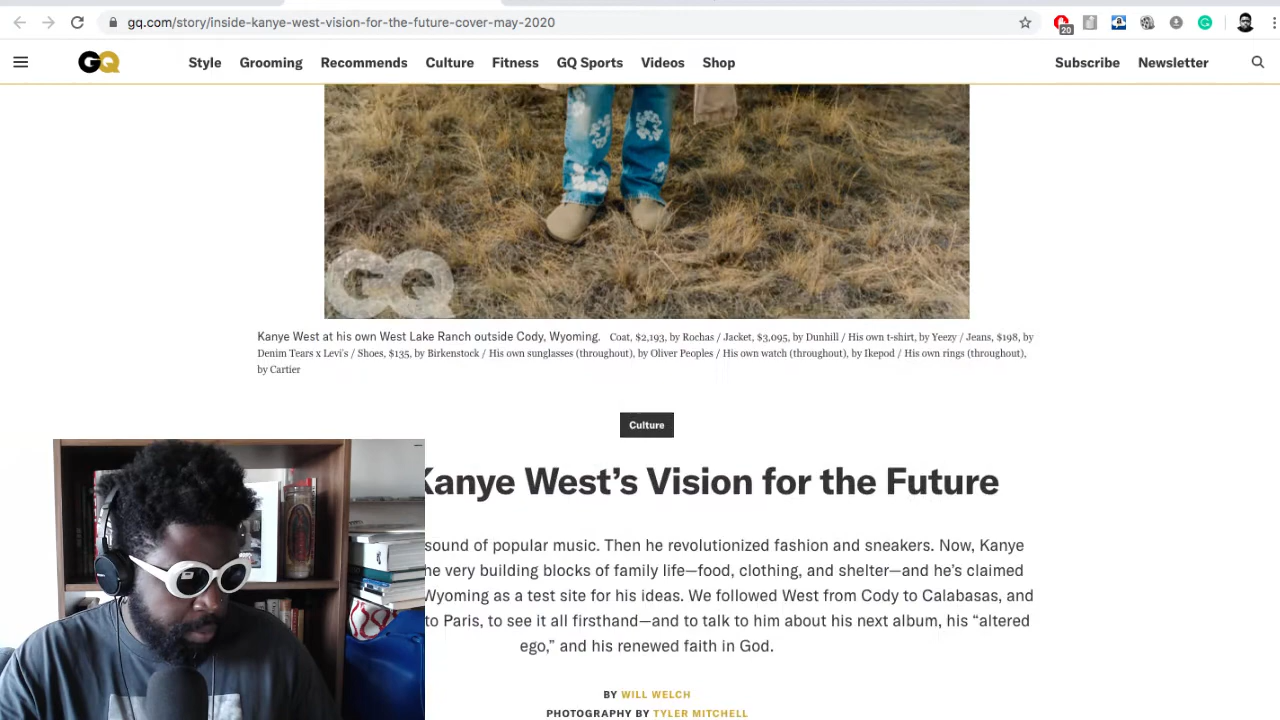 gq.com/story/inside-kanye-west-vision-for-the-future-cover-may-2020
20
GQ Style Grooming Recommends Culture Fitness GQ Sports Videos Shop Subscribe Newsletter
GQ
Kanye West at his own West Lake Ranch outside Cody, Wyoming. Coat, $2,193, by Rochas / Jacket, $3,095, by Dunhill / His own t-shirt, by Yeezy / Jeans, $198, by
Denim Tears x Levi's / Shoes, $135, by Birkenstock / His own sunglasses (throughout), by Oliver Peoples / His own watch (throughout), by Ikepod / His own rings (throughout),
by Cartier
Culture
Kanye West's Vision for the Future
sound of popular music. Then he revolutionized fashion and sneakers. Now, Kanye
very building blocks of family life—food, clothing, and shelter—and he's claimed
Wyoming as a test site for his ideas. We followed West from Cody to Calabasas, and
to Paris, to see it all firsthand—and to talk to him about his next album, his "altered
ego," and his renewed faith in God.
BY WILL WELCH
PHOTOGRAPHY BY TYLER MITCHELL